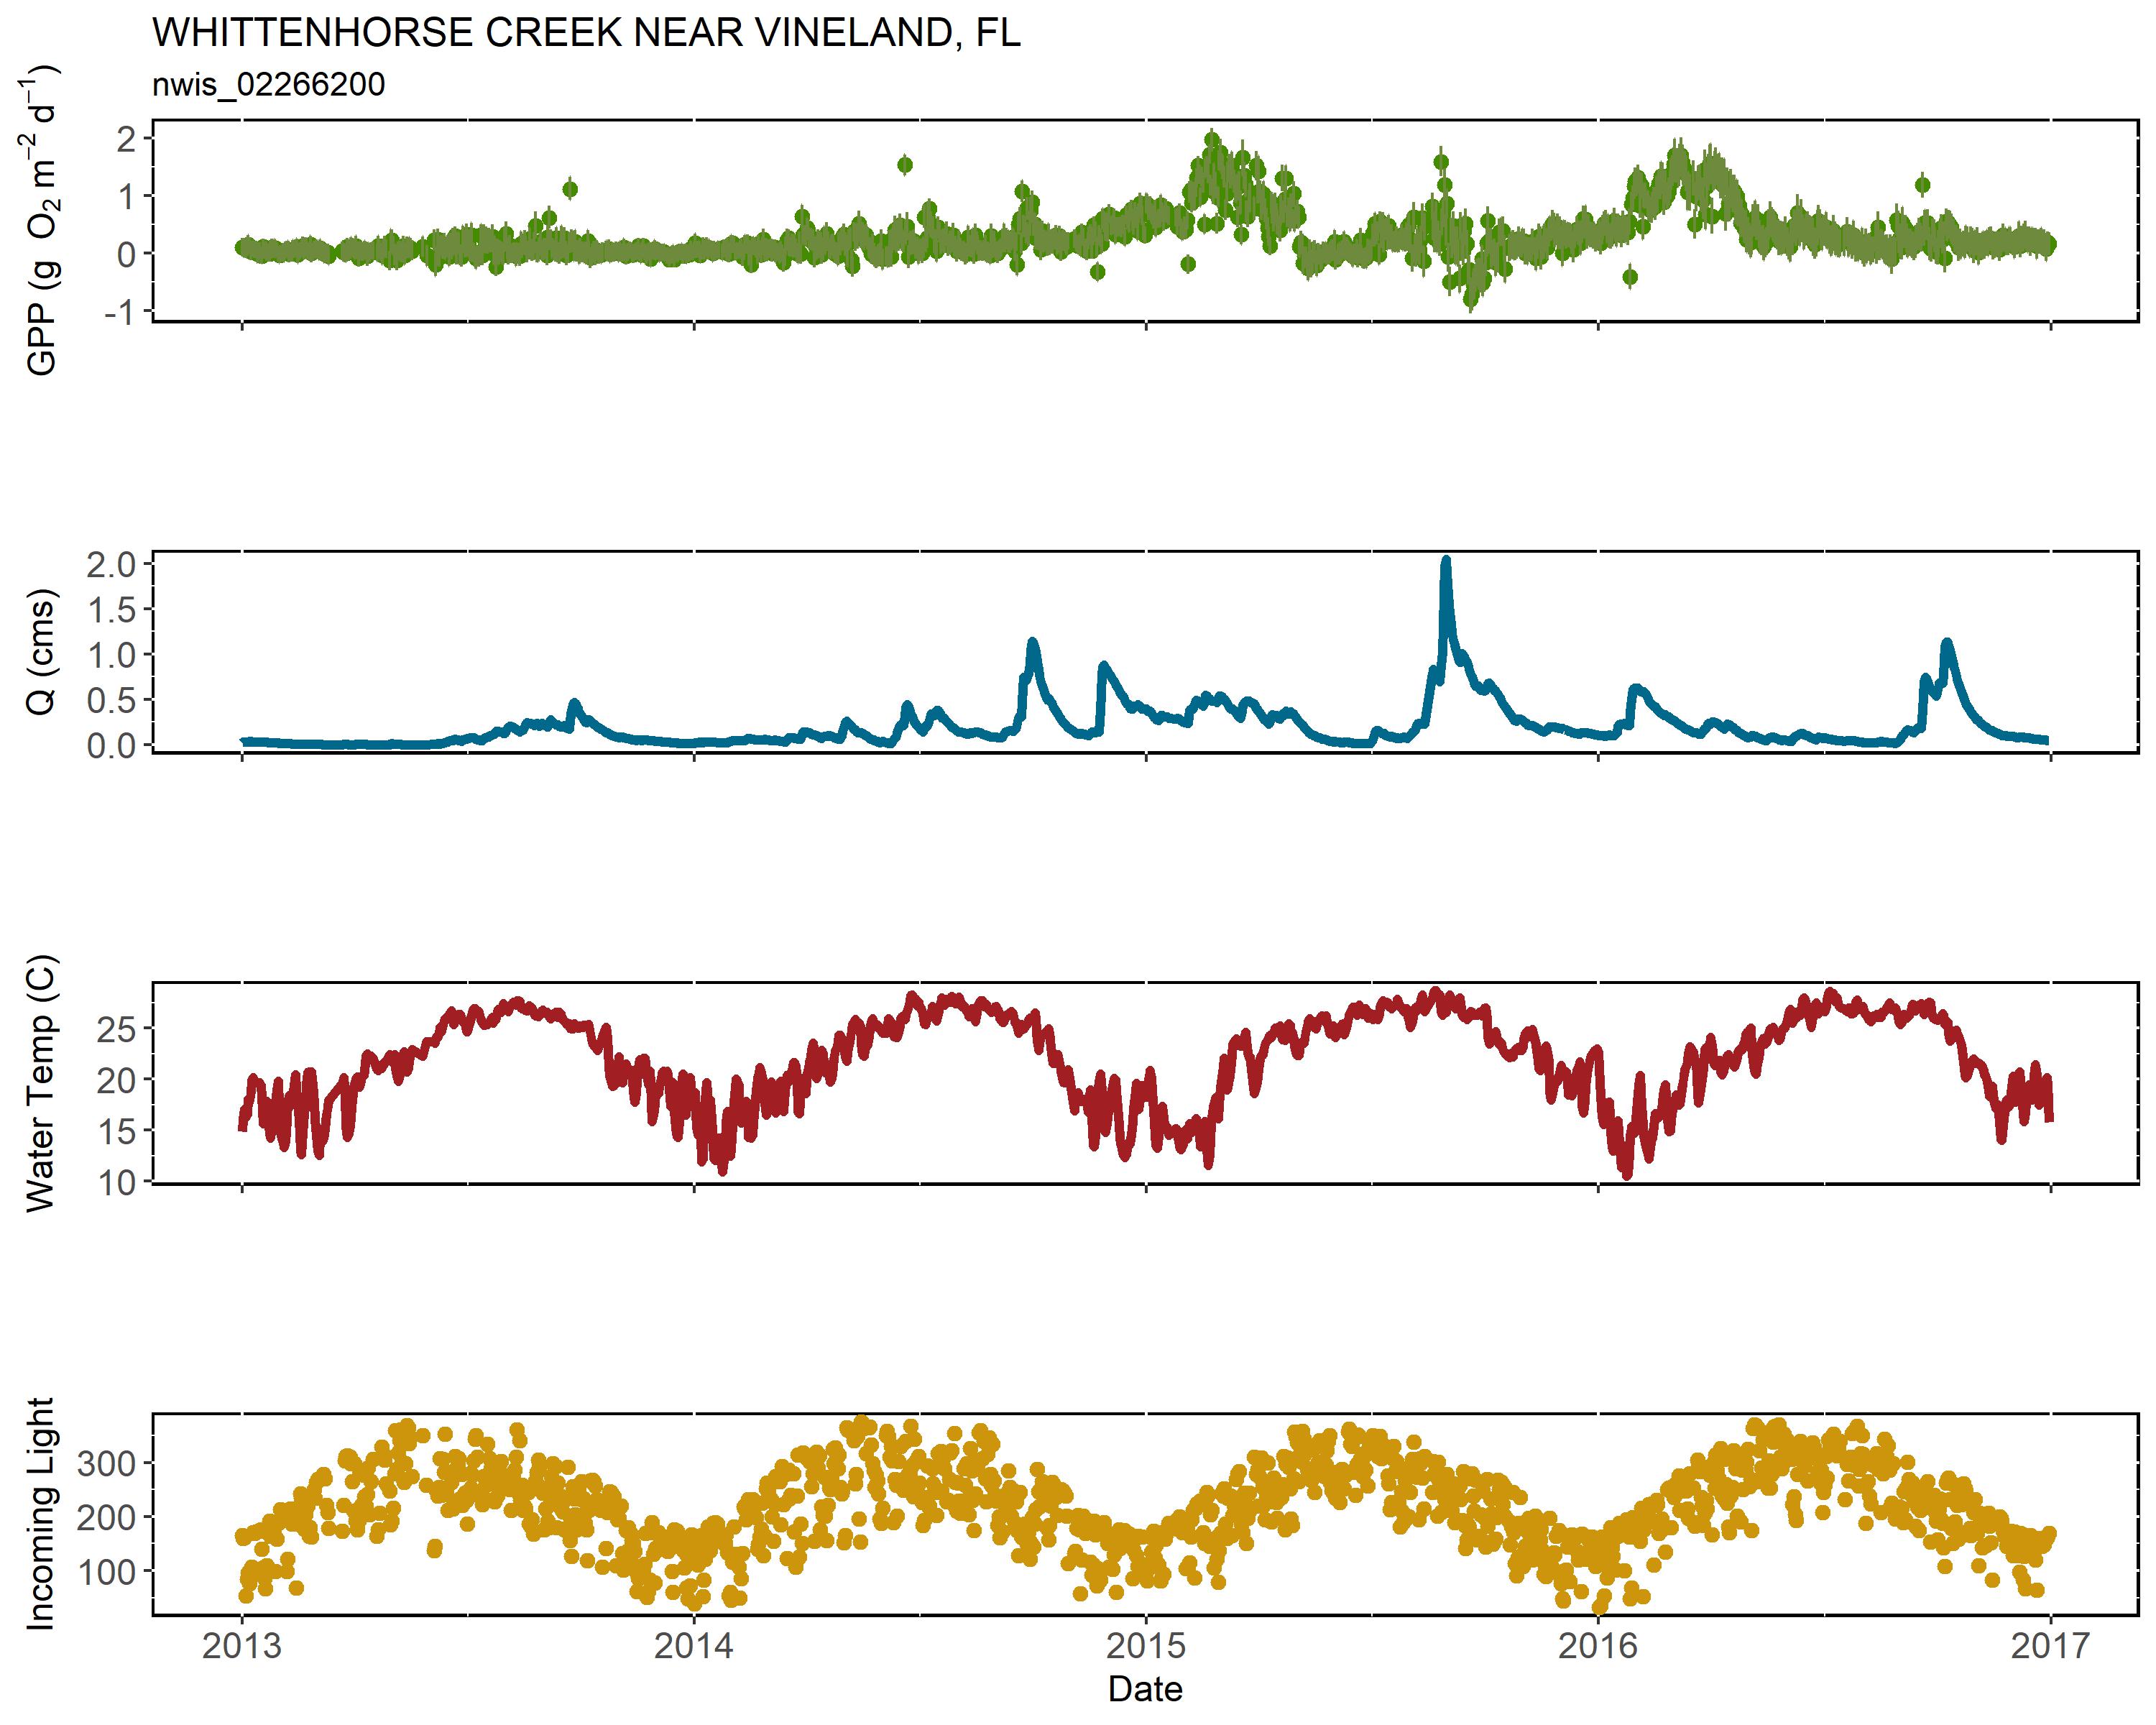 WHITTENHORSE CREEK NEAR VINELAND, FL
nwis_02266200
GPP (g O₂ m⁻² d⁻¹)
2
1
0
-1
Q (cms)
2.0
1.5
1.0
0.5
0.0
Water Temp (C)
25
20
15
10
Incoming Light
300
200
100
2013 2014 2015 2016 2017
Date